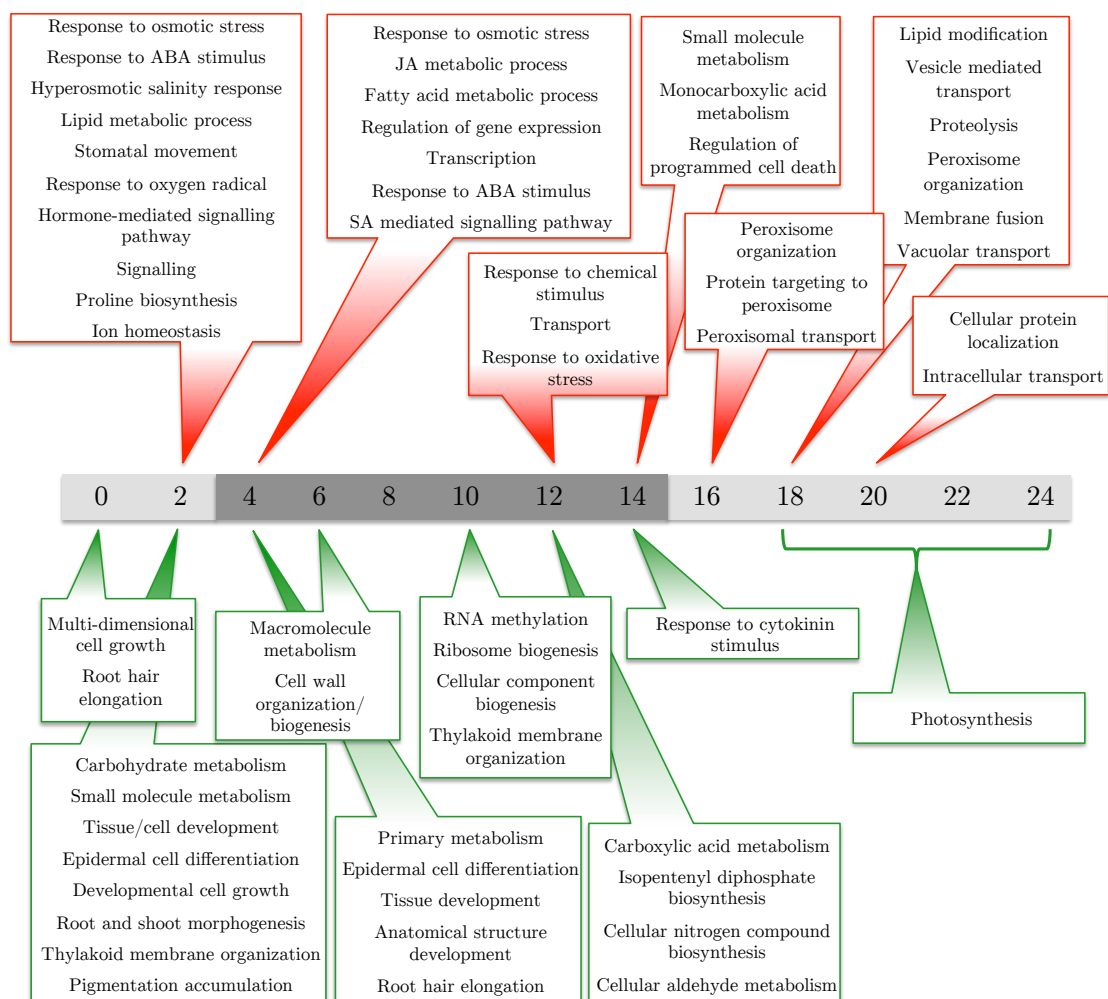 Response to osmotic stress
Response to ABA stimulus
Hyperosmotic salinity response
Lipid metabolic process
Stomatal movement
Response to oxygen radical
Hormone-mediated signalling
pathway
Signalling
Proline biosynthesis
Ion homeostasis
Response to osmotic stress
JA metabolic process
Fatty acid metabolic process
Regulation of gene expression
Transcription
Response to ABA stimulus
SA mediated signalling pathway
Response to chemical
stimulus
Transport
Response to oxidative
stress
Small molecule
metabolism
Monocarboxylic acid
metabolism
Regulation of
programmed cell death
Peroxisome
organization
Protein targeting to
peroxisome
Peroxisomal transport
Lipid modification
Vesicle mediated
transport
Proteolysis
Peroxisome
organization
Membrane fusion
Vacuolar transport
Cellular protein
localization
Intracellular transport
0 2 4 6 8 10 12 14 16 18 20 22 24
Multi-dimensional
cell growth
Root hair
elongation
Carbohydrate metabolism
Small molecule metabolism
Tissue/cell development
Epidermal cell differentiation
Developmental cell growth
Root and shoot morphogenesis
Thylakoid membrane organization
Pigmentation accumulation
Macromolecule
metabolism
Cell wall
organization/
biogenesis
Primary metabolism
Epidermal cell differentiation
Tissue development
Anatomical structure
development
Root hair elongation
RNA methylation
Ribosome biogenesis
Cellular component
biogenesis
Thylakoid membrane
organization
Carboxylic acid metabolism
Isopentenyl diphosphate
biosynthesis
Cellular nitrogen compound
biosynthesis
Cellular aldehyde metabolism
Response to cytokinin
stimulus
Photosynthesis